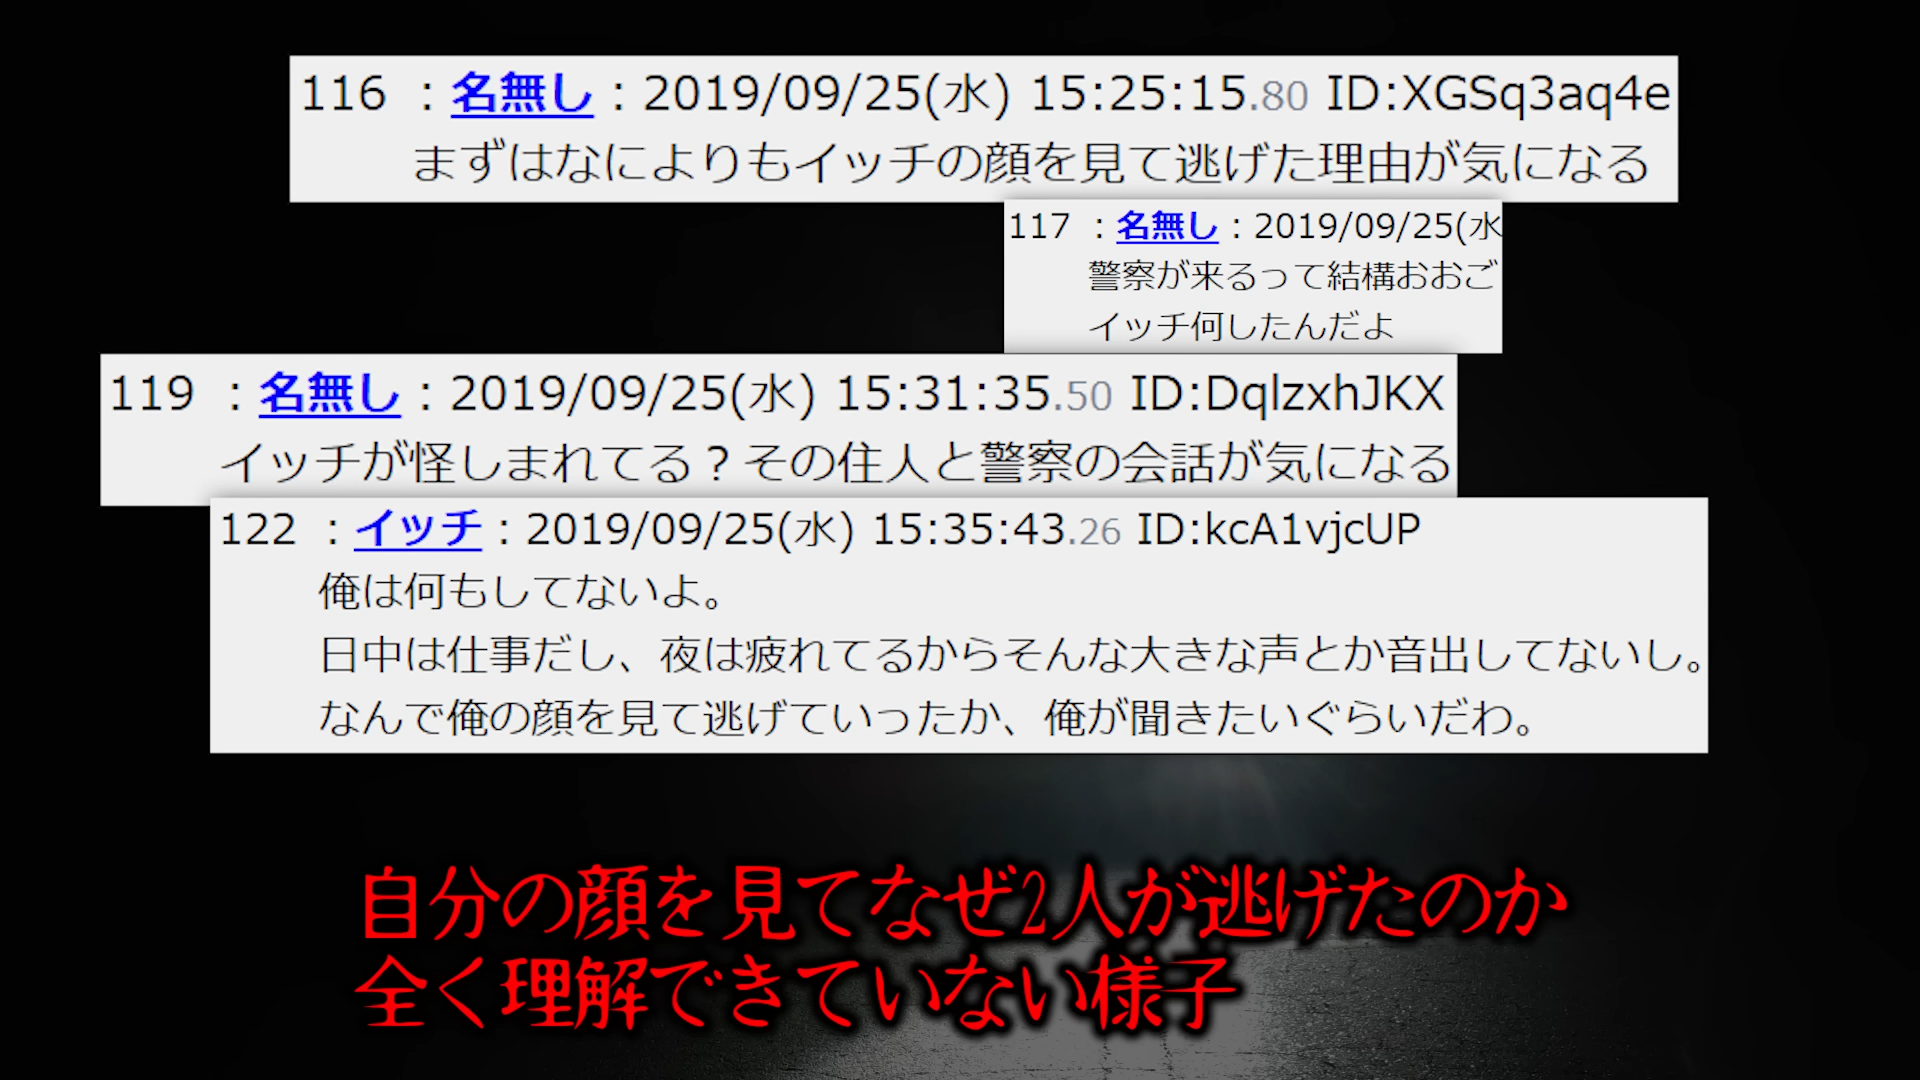 116 ：名無し：2019/09/25(水) 15:25:15.80 ID:XGSq3aq4e
まずはなによりもイッチの顔を見て逃げた理由が気になる
117 ：名無し：2019/09/25(水
警察が来るって結構おおご
イッチ何したんだよ
119 ：名無し：2019/09/25(水) 15:31:35.50 ID:DqlzxhJKX
イッチが怪しまれてる？その住人と警察の会話が気になる
122 ：イッチ：2019/09/25(水) 15:35:43.26 ID:kcA1vjcUP
俺は何もしてないよ。
日中は仕事だし、夜は疲れてるからそんな大きな声とか音出してないし。
なんで俺の顔を見て逃げていったか、俺が聞きたいぐらいだわ。
自分の顔を見てなぜ2人が逃げたのか
全く理解できていない様子